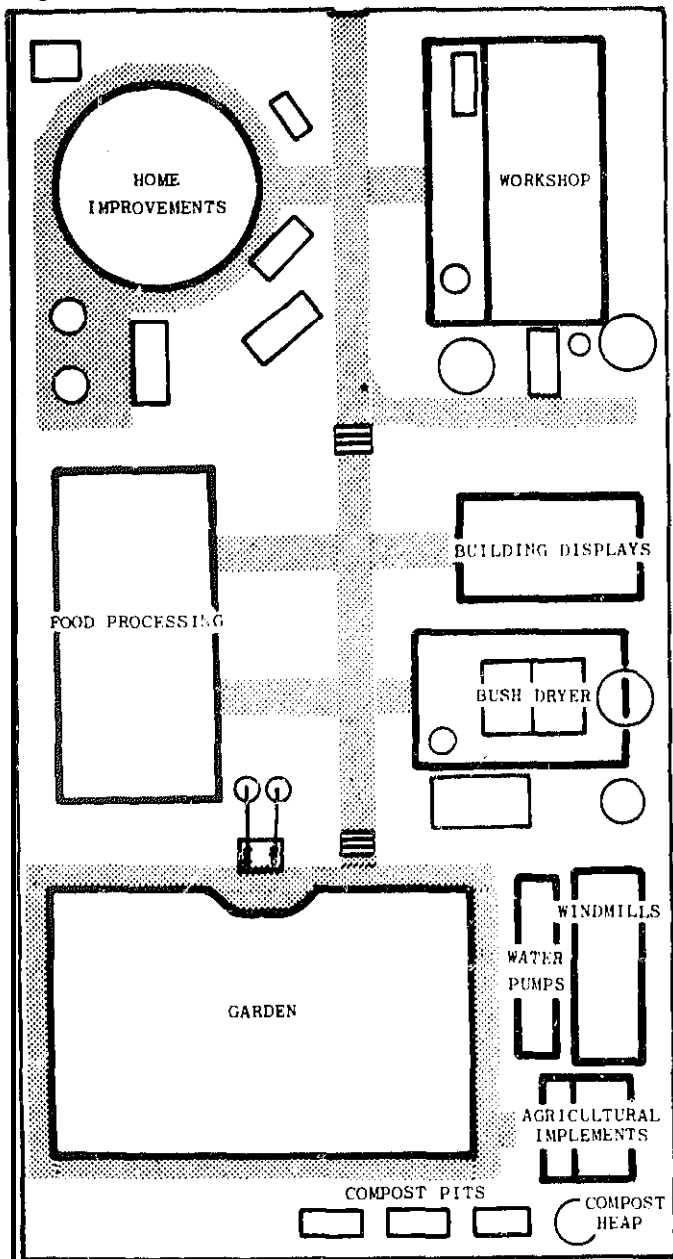 HOME
IMPROVEMENTS
WORKSHOP
BUILDING DISPLAYS
FOOD PROCESSING
BUSH DRYER
WINDMILLS
WATER
PUMPS
GARDEN
AGRICULTURAL
IMPLEMENTS
COMPOST PITS
COMPOST
HEAP